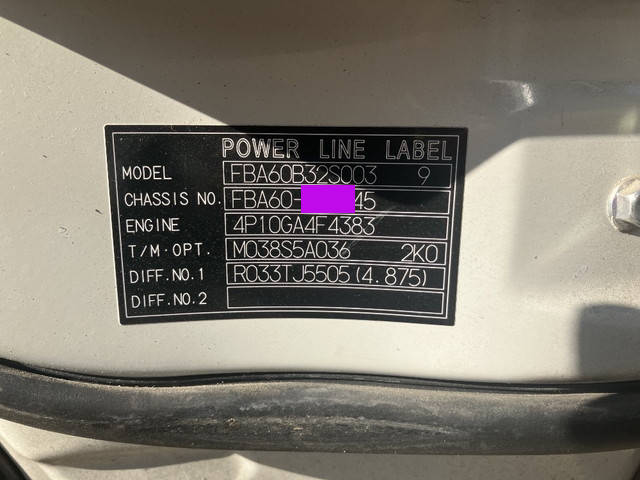 POWER LINE LABEL
MODEL FBA60B32S003 9
CHASSIS NO. FBA60- 45
ENGINE 4P10GA4F4383
T/M·OPT. M038S5A036 2K0
DIFF.NO.1 R033TJ5505(4.875)
DIFF.NO.2